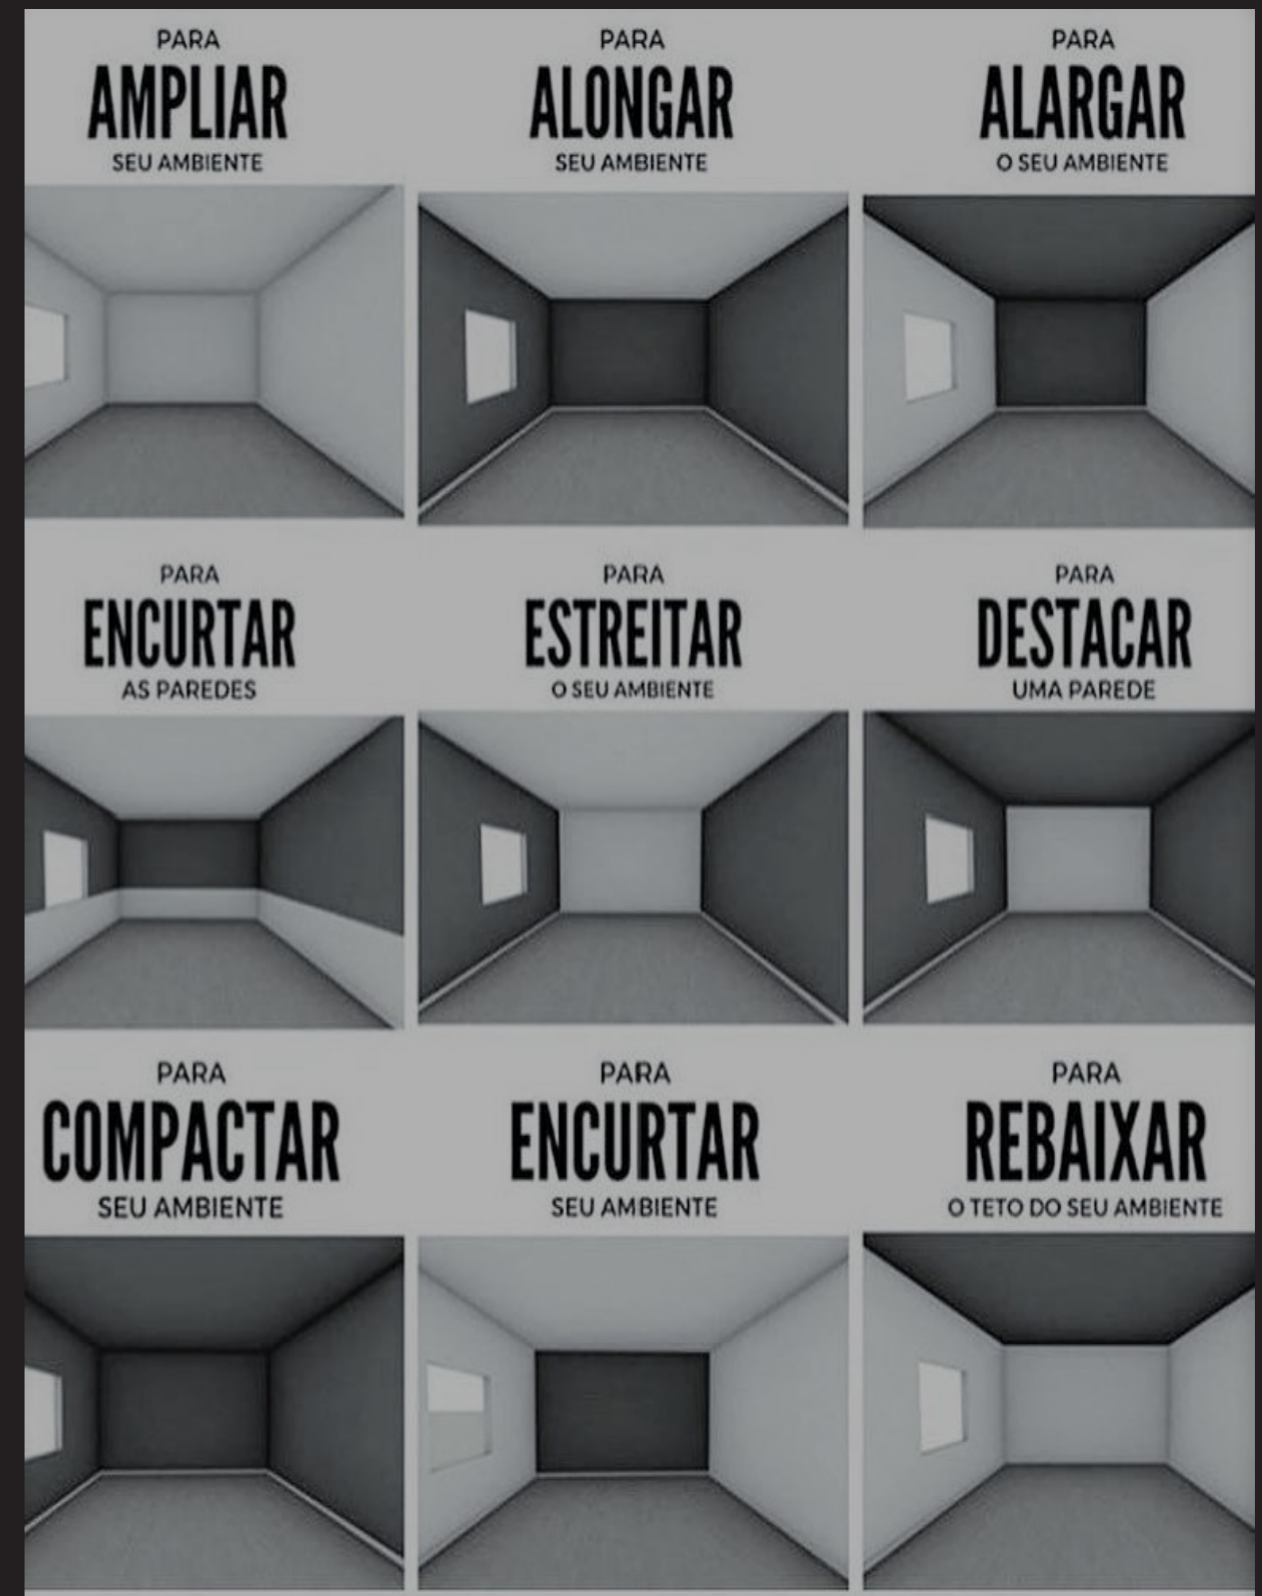 PARA
AMPLIAR
SEU AMBIENTE
PARA
ALONGAR
SEU AMBIENTE
PARA
ALARGAR
O SEU AMBIENTE
PARA
ENCURTAR
AS PAREDES
PARA
ESTREITAR
O SEU AMBIENTE
PARA
DESTACAR
UMA PAREDE
PARA
COMPACTAR
SEU AMBIENTE
PARA
ENCURTAR
SEU AMBIENTE
PARA
REBAIXAR
O TETO DO SEU AMBIENTE